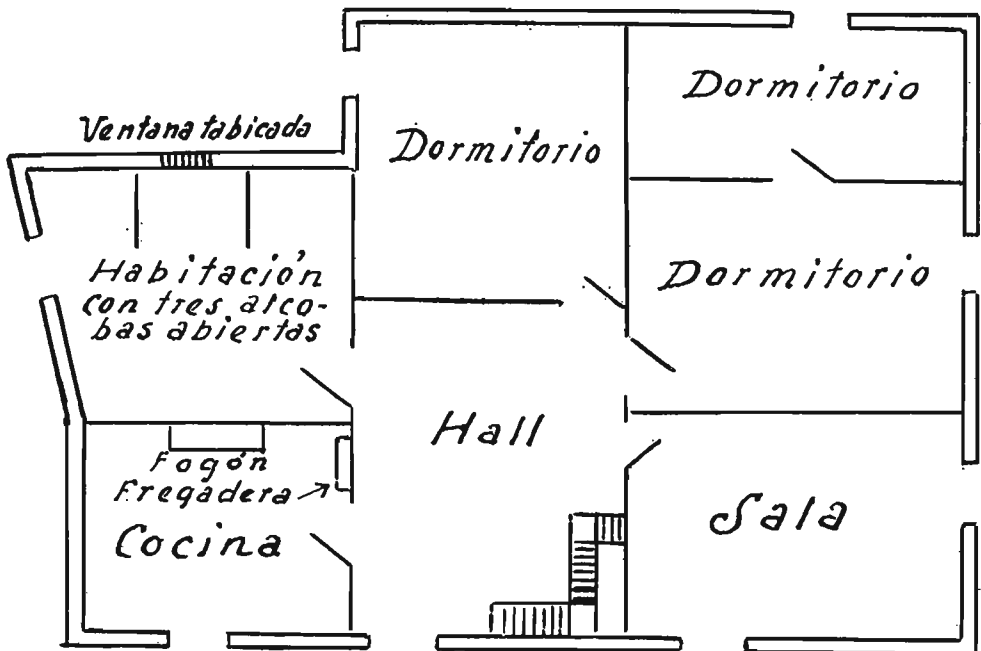 Dormitorio
Ventana tabicada
Dormitorio
Habitación
con tres alco-
bas abiertas
Dormitorio
Hall
Fogón
Fregadera
Cocina
Sala